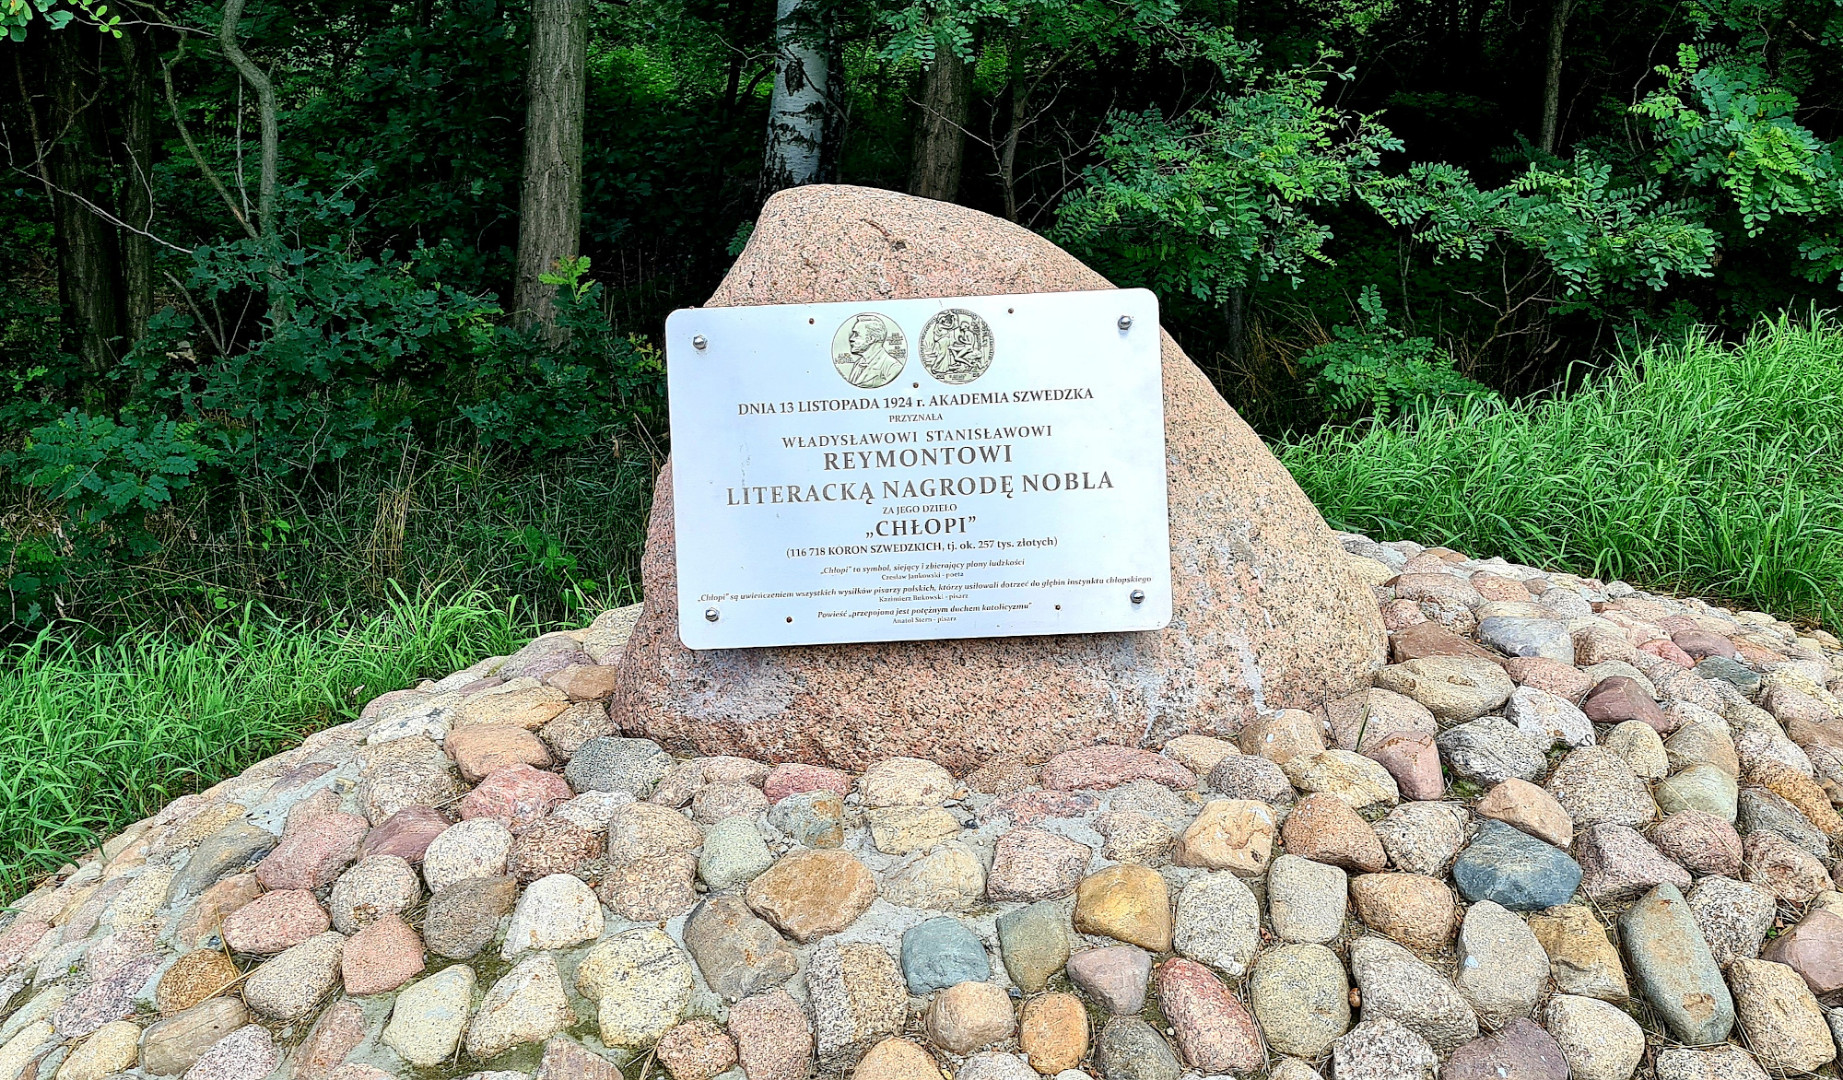 DNIA 13 LISTOPADA 1924 r. AKADEMIA SZWEDZKA
PRZYZNAŁA
WŁADYSŁAWOWI STANISŁAWOWI
REYMONTOWI
LITERACKĄ NAGRODĘ NOBLA
ZA JEGO DZIEŁO
„CHŁOPI”
(116 718 KORON SZWEDZKICH, tj. ok. 257 tys. złotych)
„Chłopi” to symbol, siejący i zbierający plony ludzkości
Czesław Jankowski - poeta
„Chłopi” są uwieńczeniem wszystkich wysiłków pisarzy polskich, którzy usiłowali dotrzeć do głębin instynktu chłopskiego
Kazimierz Bukowski - pisarz
Powieść „przepojona jest potężnym duchem katolicyzmu”
Anatol Stern - pisarz